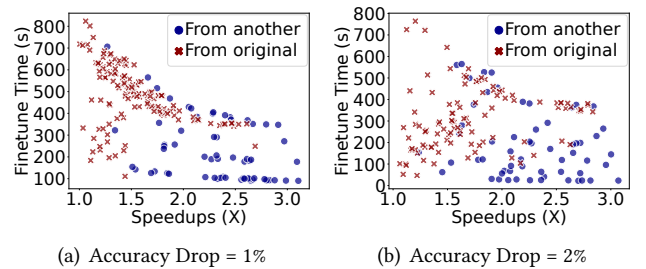 From another
From original
Finetune Time (s)
800
700
600
500
400
300
200
100
1.0 1.5 2.0 2.5 3.0
Speedups (X)
(a) Accuracy Drop = 1%
From another
From original
Finetune Time (s)
800
700
600
500
400
300
200
100
0
1.0 1.5 2.0 2.5 3.0
Speedups (X)
(b) Accuracy Drop = 2%